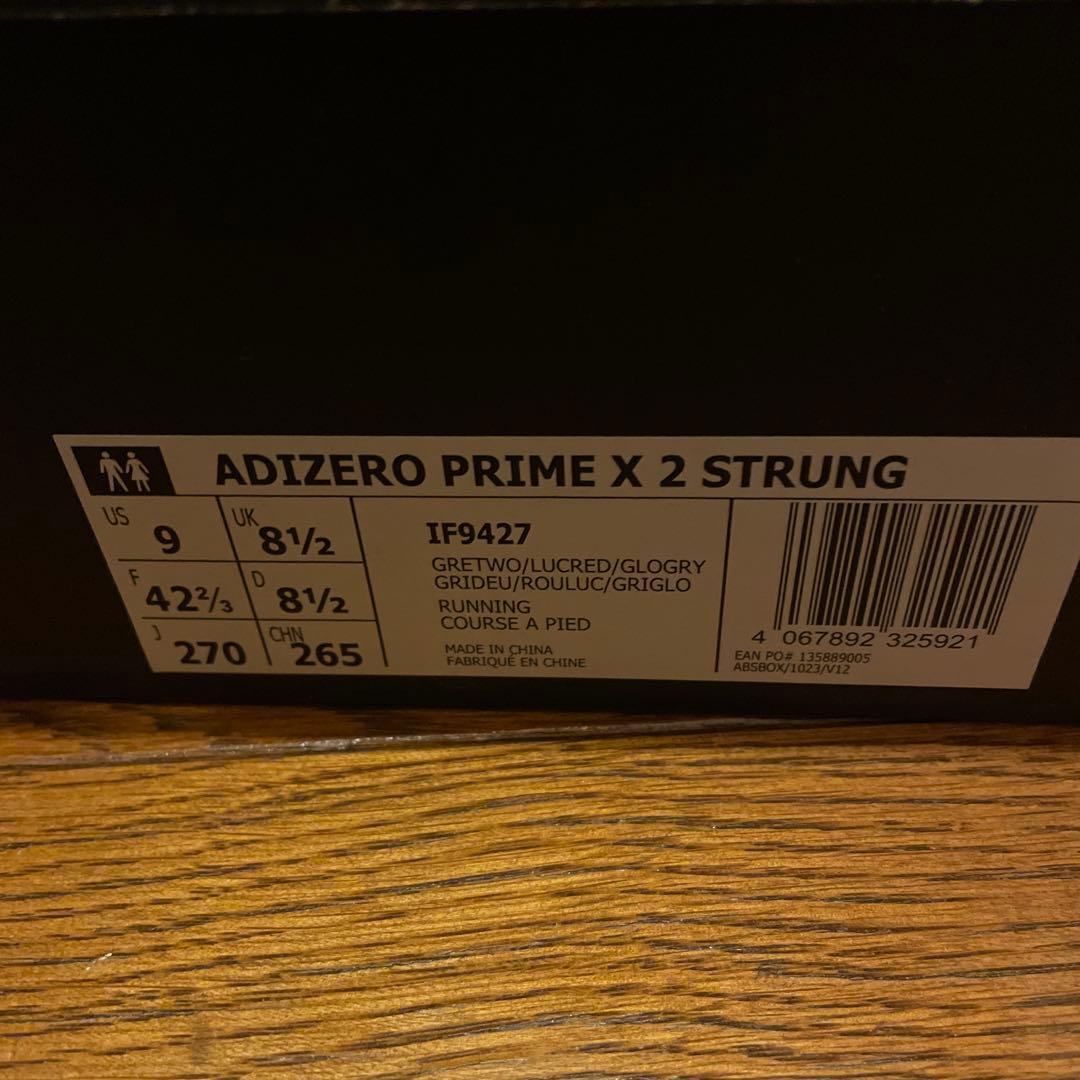 ADIZERO PRIME X 2 STRUNG
US 9 UK 8½
F 42⅔ D 8½
J 270 CHN 265
IF9427
GRETWO/LUCRED/GLOGRY
GRIDEU/ROULUC/GRIGLO
RUNNING
COURSE A PIED
MADE IN CHINA
FABRIQUÉ EN CHINE
4 067892 325921
EAN PO# 135889005
ABSBOX/1023/V12